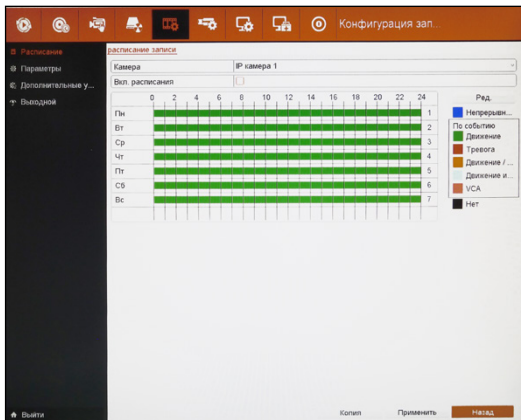 Конфигурация зап...
Расписание
Параметры
Дополнительные у...
Выходной
расписание записи
Камера IP камера 1
Вкл. расписания
0 2 4 6 8 10 12 14 16 18 20 22 24
Пн 1
Вт 2
Ср 3
Чт 4
Пт 5
Сб 6
Вс 7
Ред.
Непрерывн...
По событию
Движение
Тревога
Движение /...
Движение и...
VCA
Нет
Выйти
Копип
Применить
Назад